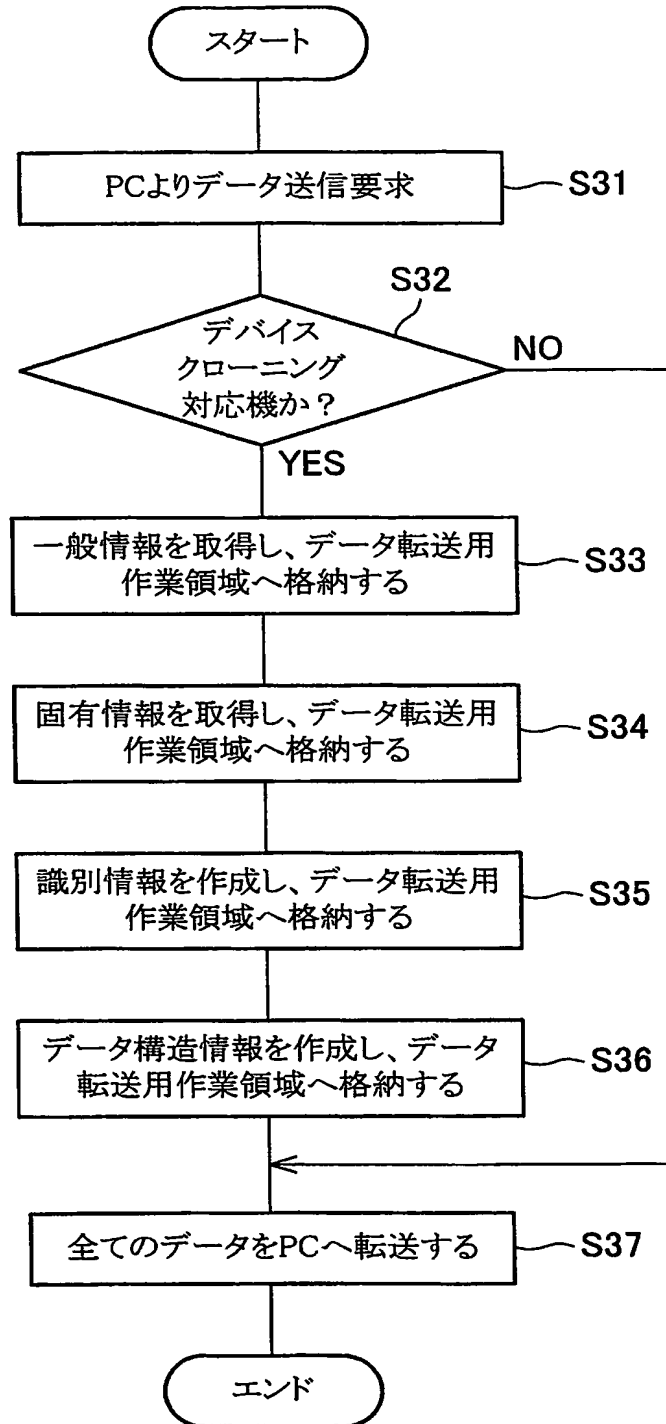 スタート
PCよりデータ送信要求
S31
S32
デバイス
クローニング
対応機か?
NO
YES
一般情報を取得し、データ転送用
作業領域へ格納する
S33
固有情報を取得し、データ転送用
作業領域へ格納する
S34
識別情報を作成し、データ転送用
作業領域へ格納する
S35
データ構造情報を作成し、データ
転送用作業領域へ格納する
S36
全てのデータをPCへ転送する
S37
エンド